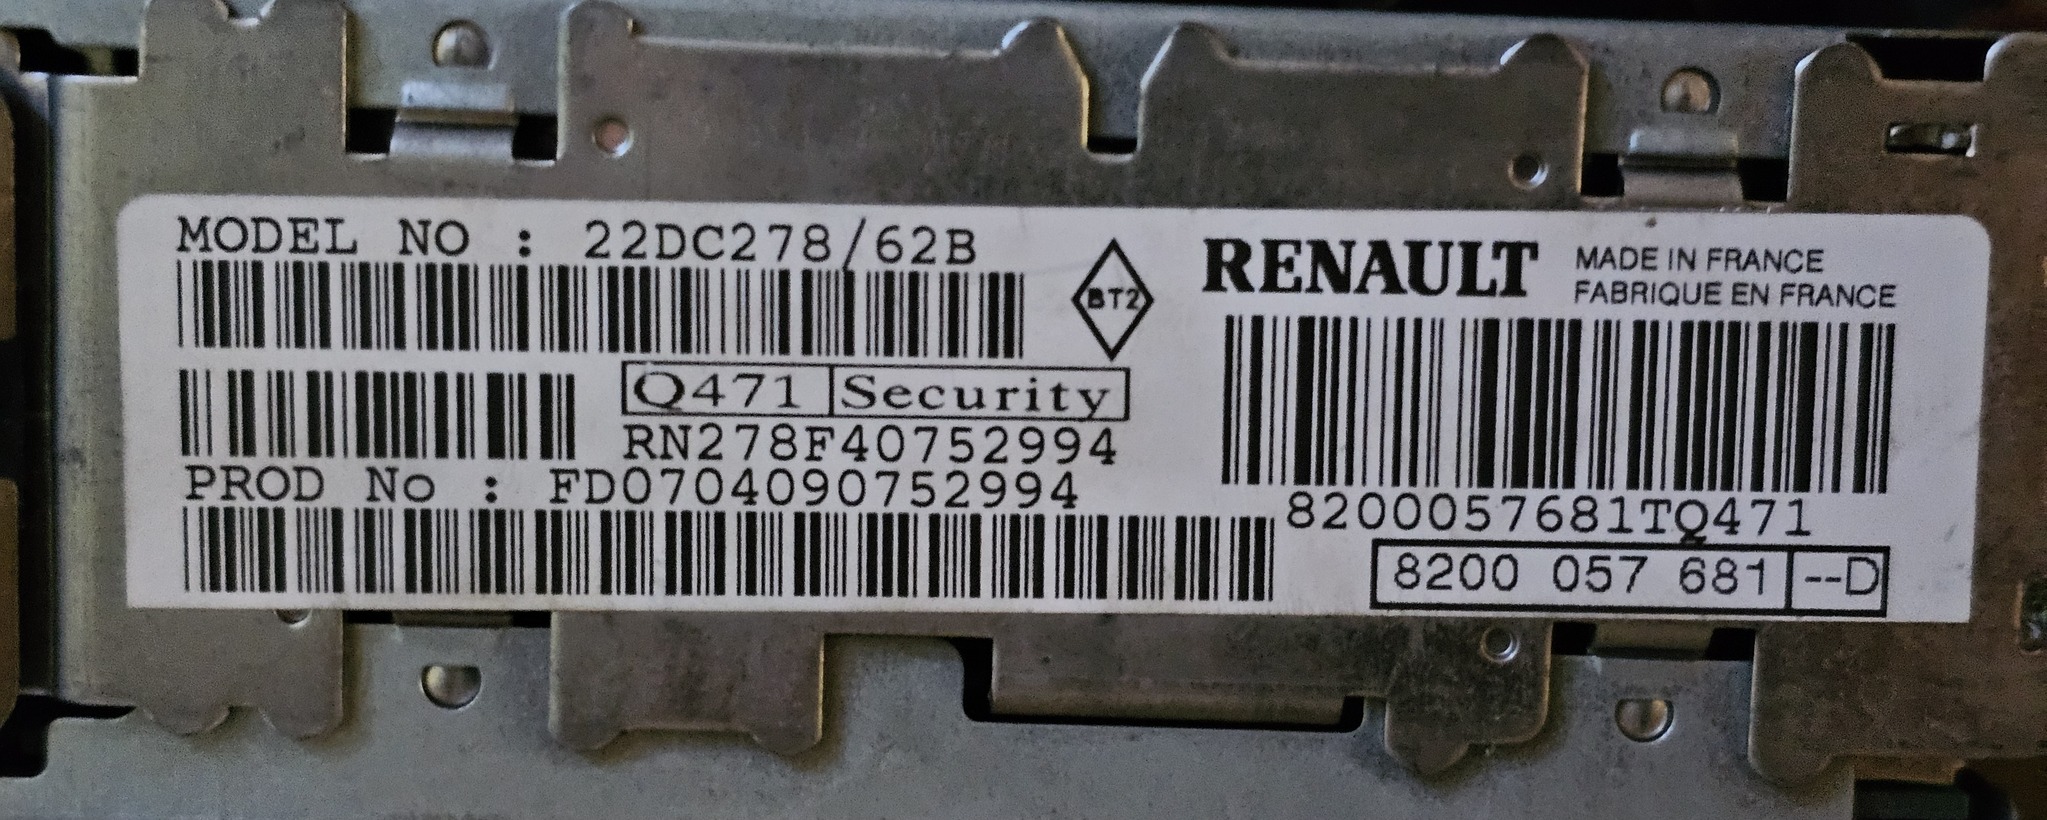 MODEL NO : 22DC278/62B
BT2
RENAULT
MADE IN FRANCE
FABRIQUE EN FRANCE
Q471 Security
RN278F40752994
PROD No : FD0704090752994
8200057681TQ471
8200 057 681 --D